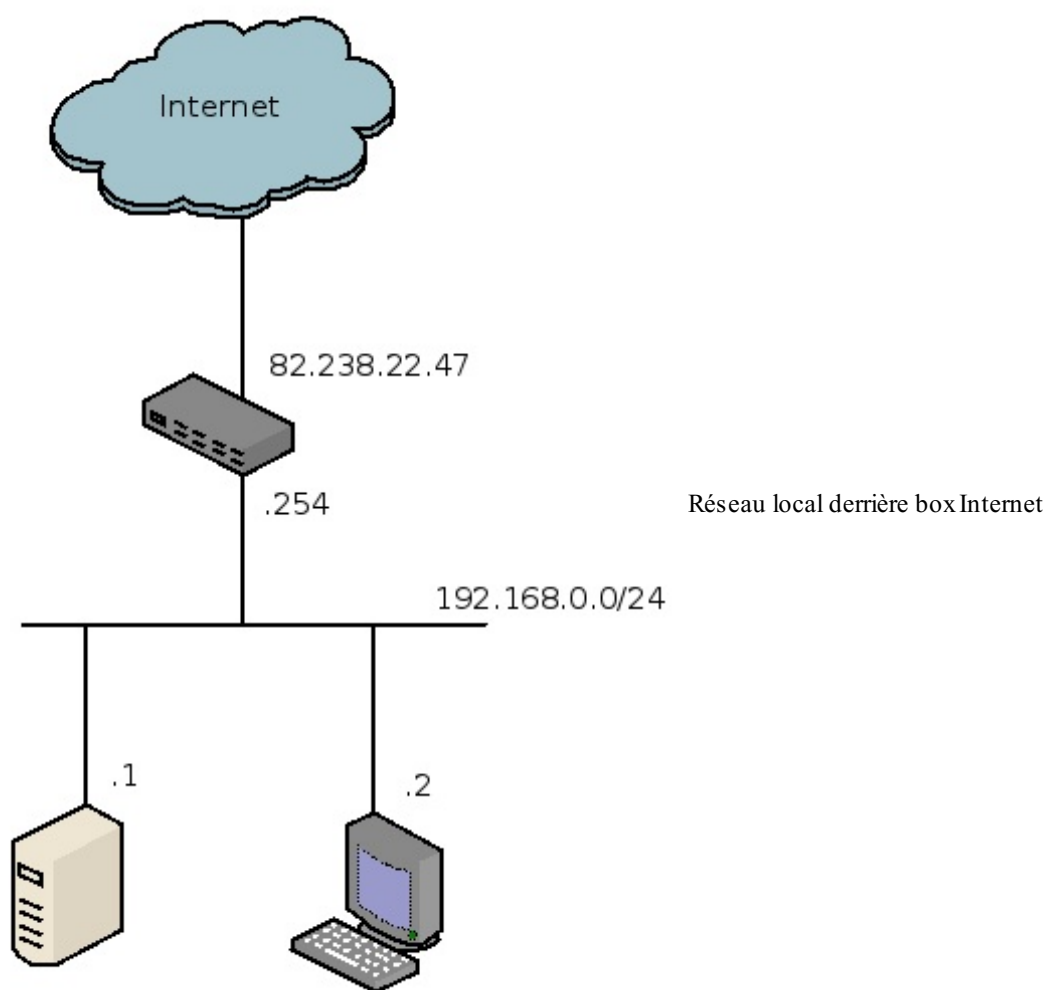 Internet
82.238.22.47
.254
Réseau local derrière box Internet
192.168.0.0/24
.1
.2